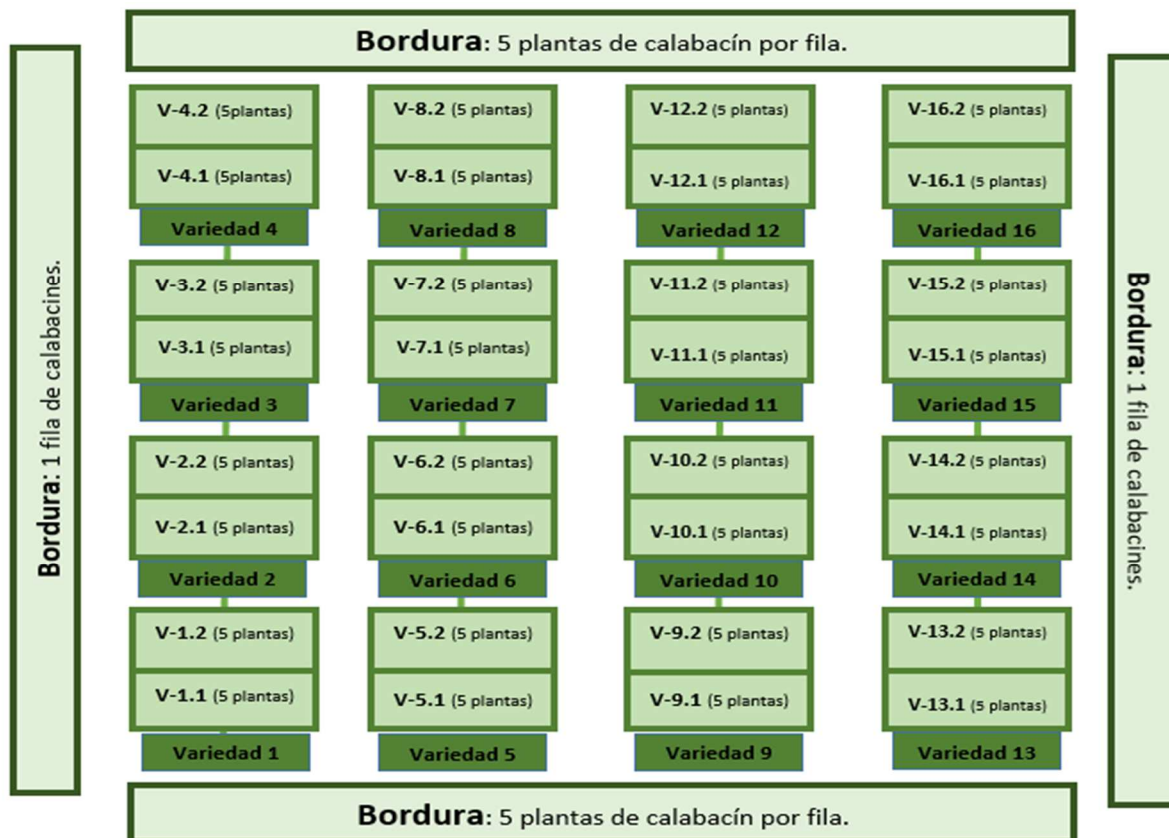 Bordura: 5 plantas de calabacín por fila.
Bordura: 1 fila de calabacines.
V-4.2 (5plantas)
V-4.1 (5plantas)
Variedad 4
V-3.2 (5 plantas)
V-3.1 (5 plantas)
Variedad 3
V-2.2 (5 plantas)
V-2.1 (5 plantas)
Variedad 2
V-1.2 (5 plantas)
V-1.1 (5 plantas)
Variedad 1
V-8.2 (5 plantas)
V-8.1 (5 plantas)
Variedad 8
V-7.2 (5 plantas)
V-7.1 (5 plantas)
Variedad 7
V-6.2 (5 plantas)
V-6.1 (5 plantas)
Variedad 6
V-5.2 (5 plantas)
V-5.1 (5 plantas)
Variedad 5
V-12.2 (5 plantas)
V-12.1 (5 plantas)
Variedad 12
V-11.2 (5 plantas)
V-11.1 (5 plantas)
Variedad 11
V-10.2 (5 plantas)
V-10.1 (5 plantas)
Variedad 10
V-9.2 (5 plantas)
V-9.1 (5 plantas)
Variedad 9
V-16.2 (5 plantas)
V-16.1 (5 plantas)
Variedad 16
V-15.2 (5 plantas)
V-15.1 (5 plantas)
Variedad 15
V-14.2 (5 plantas)
V-14.1 (5 plantas)
Variedad 14
V-13.2 (5 plantas)
V-13.1 (5 plantas)
Variedad 13
Bordura: 1 fila de calabacines.
Bordura: 5 plantas de calabacín por fila.